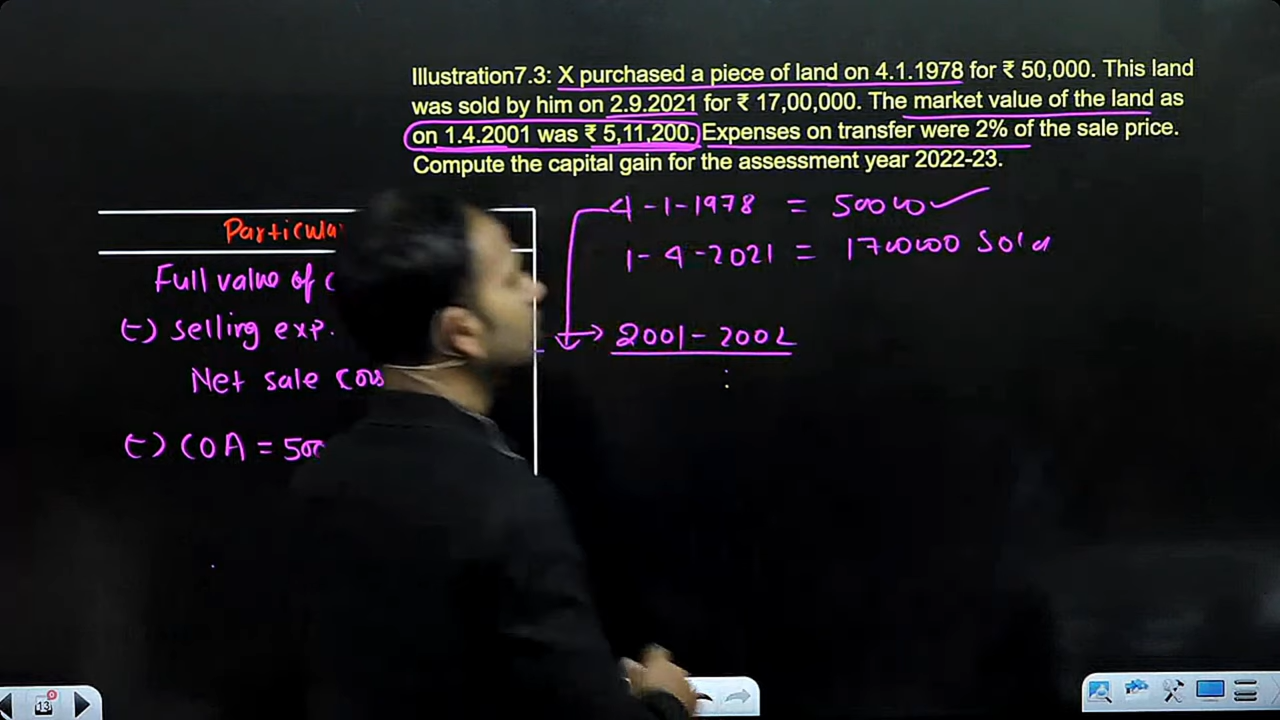 Illustration7.3: X purchased a piece of land on 4.1.1978 for ₹ 50,000. This land
was sold by him on 2.9.2021 for ₹ 17,00,000. The market value of the land as
on 1.4.2001 was ₹ 5,11,200. Expenses on transfer were 2% of the sale price.
Compute the capital gain for the assessment year 2022-23.
4-1-1978 = 50000
1-4-2021 = 1700000 Sold
2001-2002
:
Particula
Full value of
(-) Selling exp.
Net sale
(-) COA =
13
0